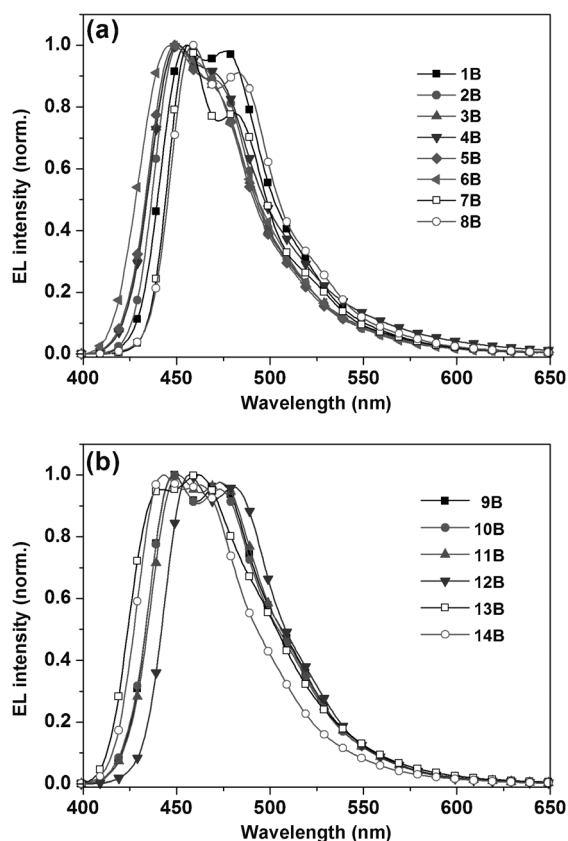 (a)
EL intensity (norm.)
1.0
0.8
0.6
0.4
0.2
0.0
1B
2B
3B
4B
5B
6B
7B
8B
400 450 500 550 600 650
Wavelength (nm)
(b)
EL intensity (norm.)
1.0
0.8
0.6
0.4
0.2
0.0
9B
10B
11B
12B
13B
14B
400 450 500 550 600 650
Wavelength (nm)